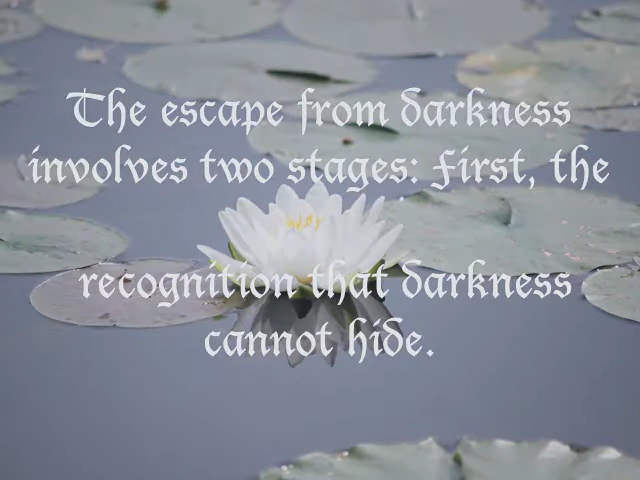 The escape from darkness
involves two stages: First, the
recognition that darkness
cannot hide.